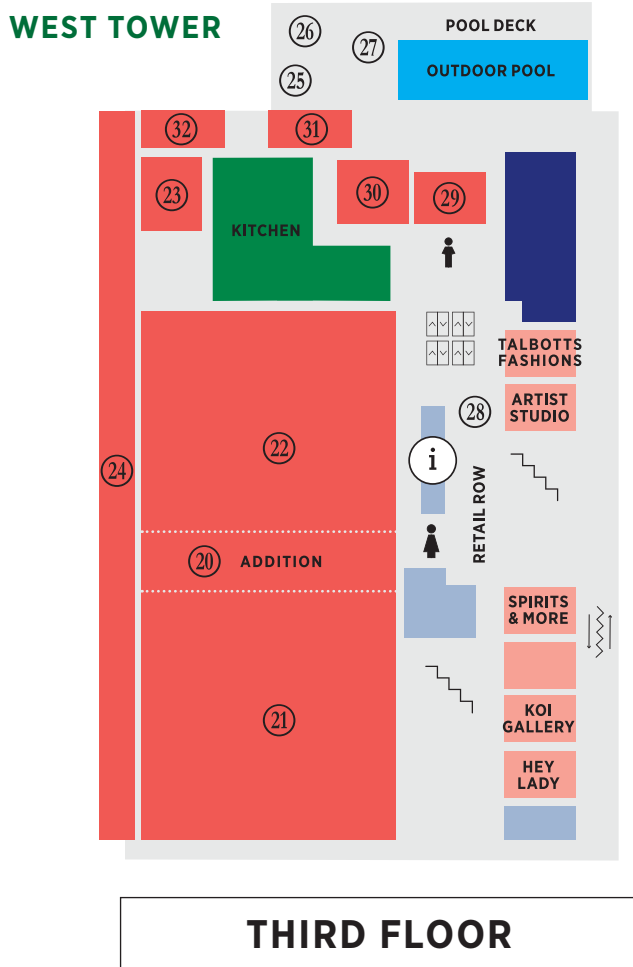 WEST TOWER
26
27
POOL DECK
25
OUTDOOR POOL
32
31
23
30
29
KITCHEN
TALBOTTS
FASHIONS
ARTIST
STUDIO
28
22
i
24
RETAIL ROW
20
ADDITION
SPIRITS
& MORE
21
KOI
GALLERY
HEY
LADY
THIRD FLOOR